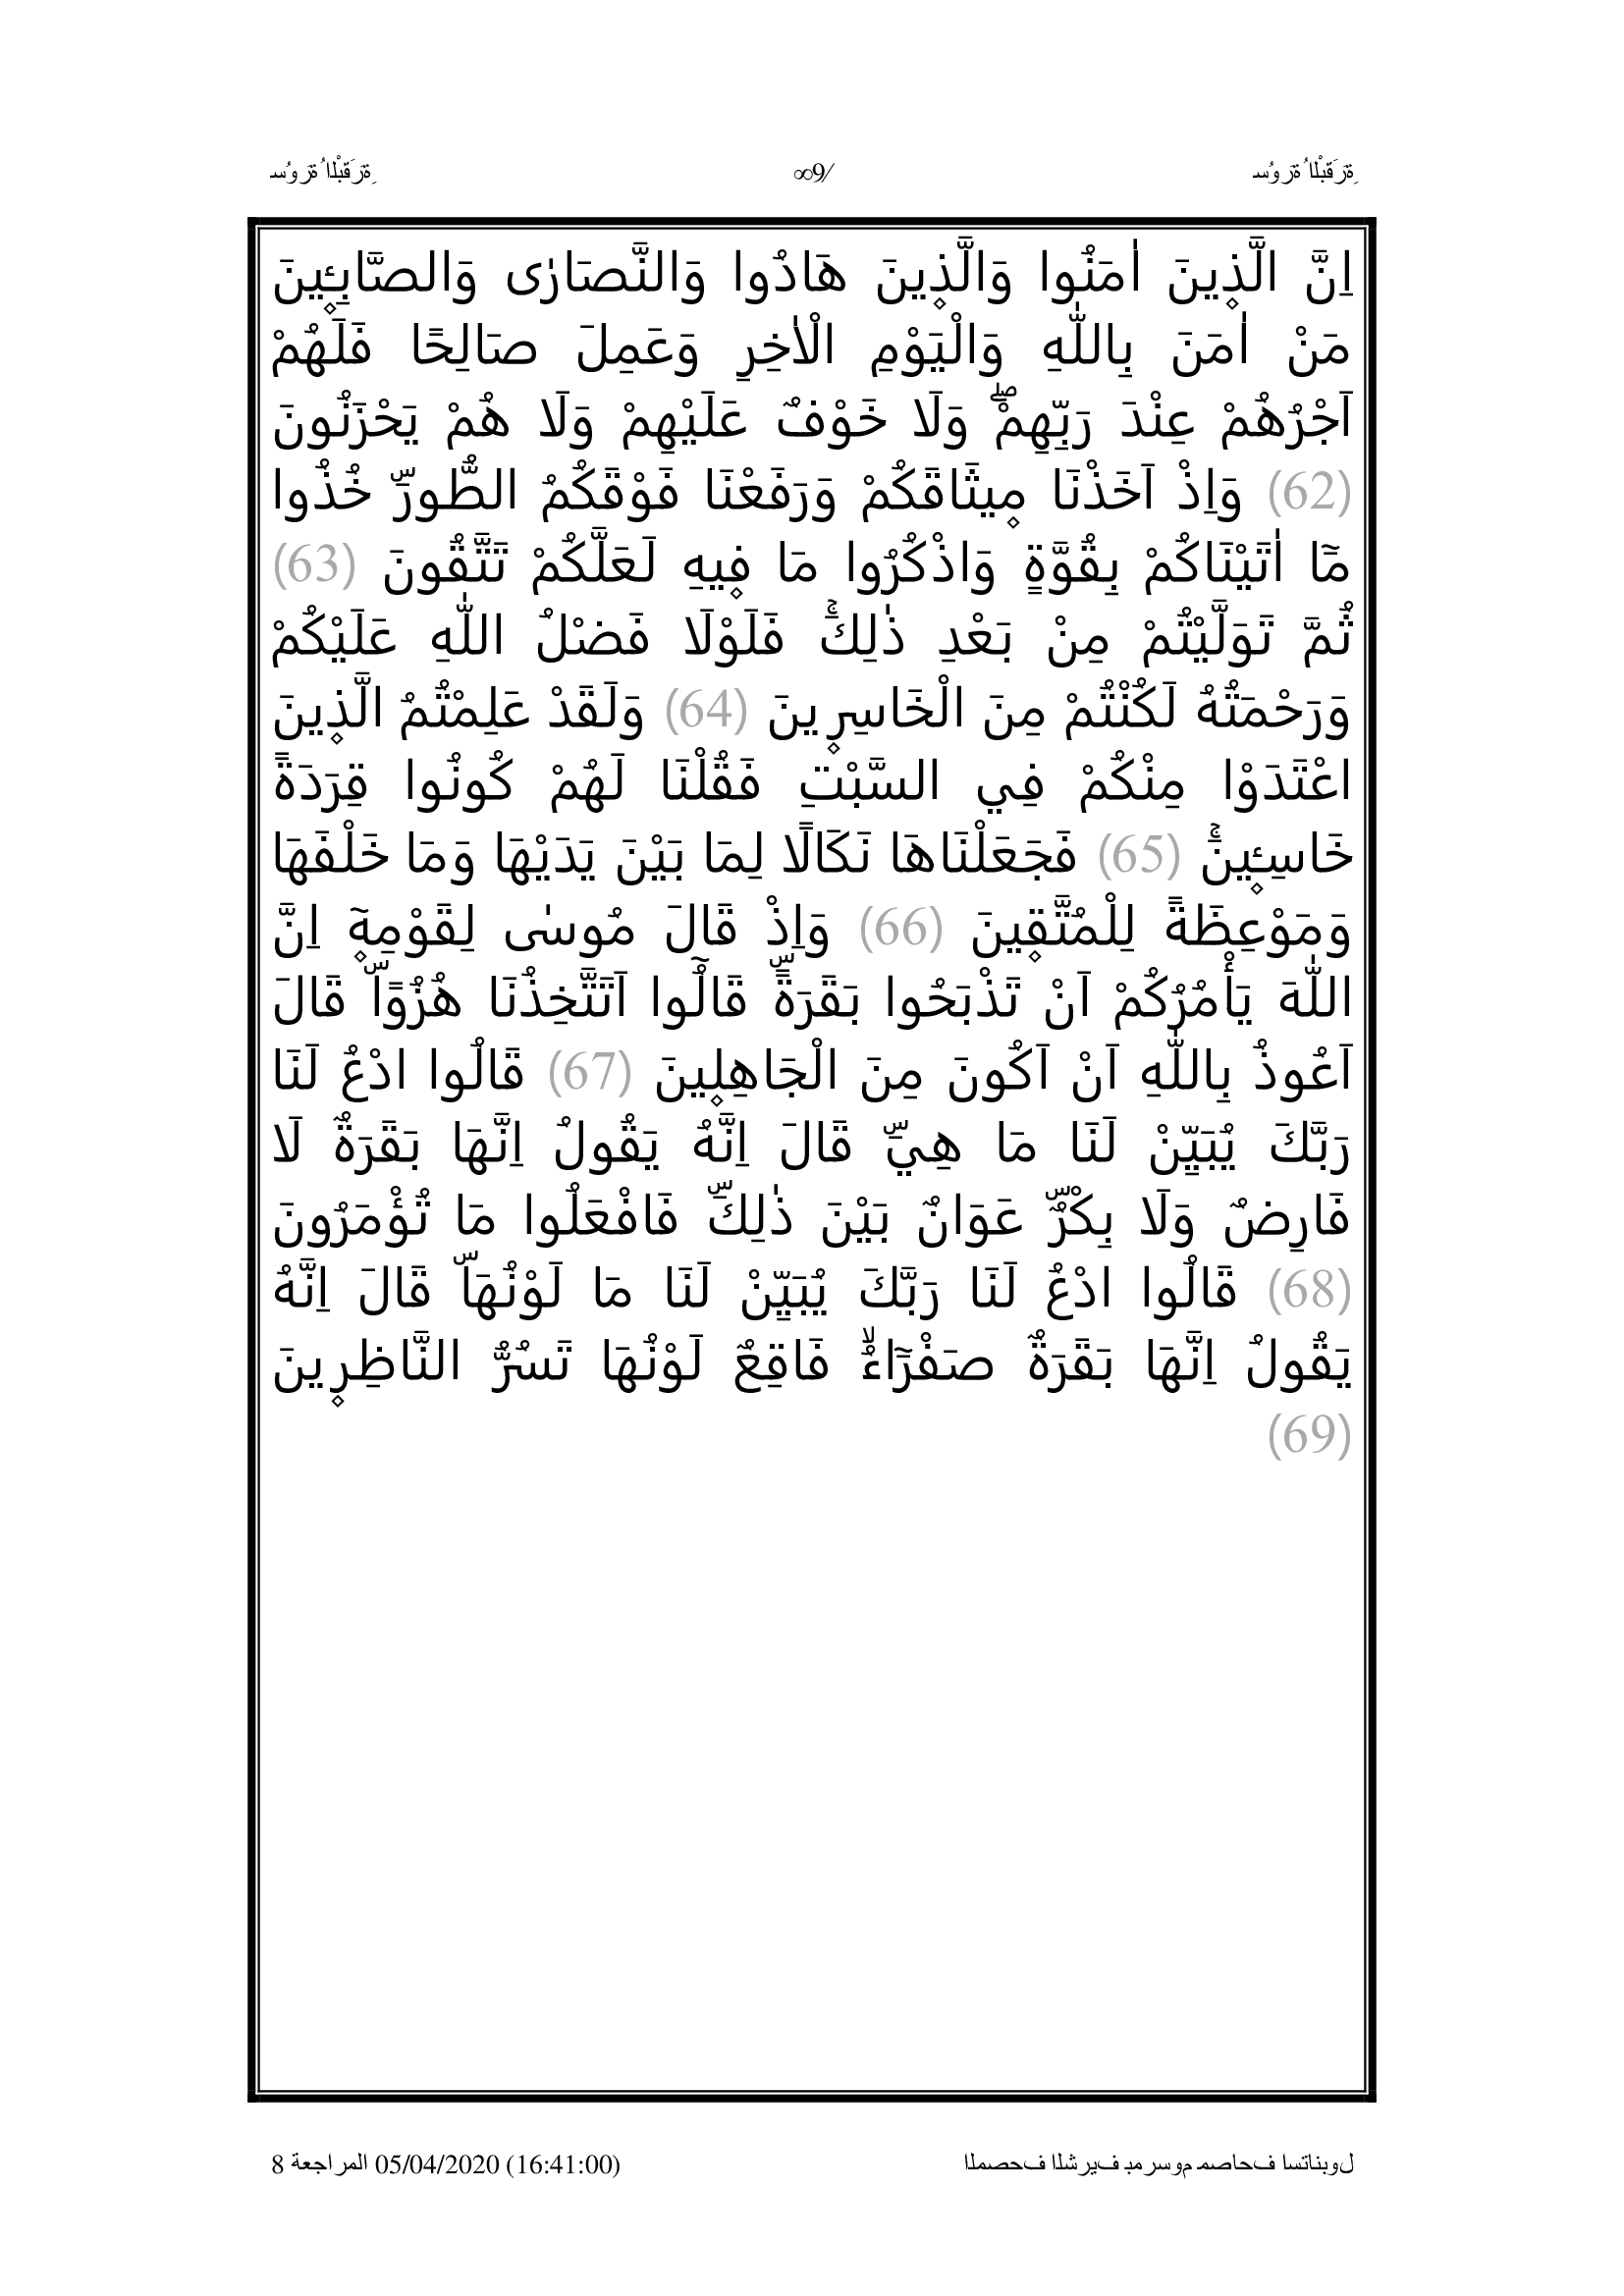 سُورَةُ الْبَقَرَةِ 9/∞ سُورَةُ الْبَقَرَةِ
اِنَّ الَّذ۪ينَ اٰمَنُوا وَالَّذ۪ينَ هَادُوا وَالنَّصَارٰى وَالصَّابِـ۪ٔينَ
مَنْ اٰمَنَ بِاللّٰهِ وَالْيَوْمِ الْاٰخِرِ وَعَمِلَ صَالِحًا فَلَهُمْ
اَجْرُهُمْ عِنْدَ رَبِّهِمْۖ وَلَا خَوْفٌ عَلَيْهِمْ وَلَا هُمْ يَحْزَنُونَ
(62) وَاِذْ اَخَذْنَا م۪يثَاقَكُمْ وَرَفَعْنَا فَوْقَكُمُ الطُّورَۜ خُذُوا
مَٓا اٰتَيْنَاكُمْ بِقُوَّةٍ وَاذْكُرُوا مَا ف۪يهِ لَعَلَّكُمْ تَتَّقُونَ (63)
ثُمَّ تَوَلَّيْتُمْ مِنْ بَعْدِ ذٰلِكَۚ فَلَوْلَا فَضْلُ اللّٰهِ عَلَيْكُمْ
وَرَحْمَتُهُ لَكُنْتُمْ مِنَ الْخَاسِر۪ينَ (64) وَلَقَدْ عَلِمْتُمُ الَّذ۪ينَ
اعْتَدَوْا مِنْكُمْ فِي السَّبْتِ فَقُلْنَا لَهُمْ كُونُوا قِرَدَةً
خَاسِـ۪ٔينَۚ (65) فَجَعَلْنَاهَا نَكَالًا لِمَا بَيْنَ يَدَيْهَا وَمَا خَلْفَهَا
وَمَوْعِظَةً لِلْمُتَّق۪ينَ (66) وَاِذْ قَالَ مُوسٰى لِقَوْمِه۪ٓ اِنَّ
اللّٰهَ يَأْمُرُكُمْ اَنْ تَذْبَحُوا بَقَرَةًۜ قَالُٓوا اَتَتَّخِذُنَا هُزُوًاۜ قَالَ
اَعُوذُ بِاللّٰهِ اَنْ اَكُونَ مِنَ الْجَاهِل۪ينَ (67) قَالُوا ادْعُ لَنَا
رَبَّكَ يُبَيِّنْ لَنَا مَا هِيَۜ قَالَ اِنَّهُ يَقُولُ اِنَّهَا بَقَرَةٌ لَا
فَارِضٌ وَلَا بِكْرٌۜ عَوَانٌ بَيْنَ ذٰلِكَۜ فَافْعَلُوا مَا تُؤْمَرُونَ
(68) قَالُوا ادْعُ لَنَا رَبَّكَ يُبَيِّنْ لَنَا مَا لَوْنُهَاۜ قَالَ اِنَّهُ
يَقُولُ اِنَّهَا بَقَرَةٌ صَفْرَٓاءُۙ فَاقِعٌ لَوْنُهَا تَسُرُّ النَّاظِر۪ينَ
(69)
المصحف الشريف بمرسوم مصاحف استانبول 05/04/2020 (16:41:00) المراجعة 8